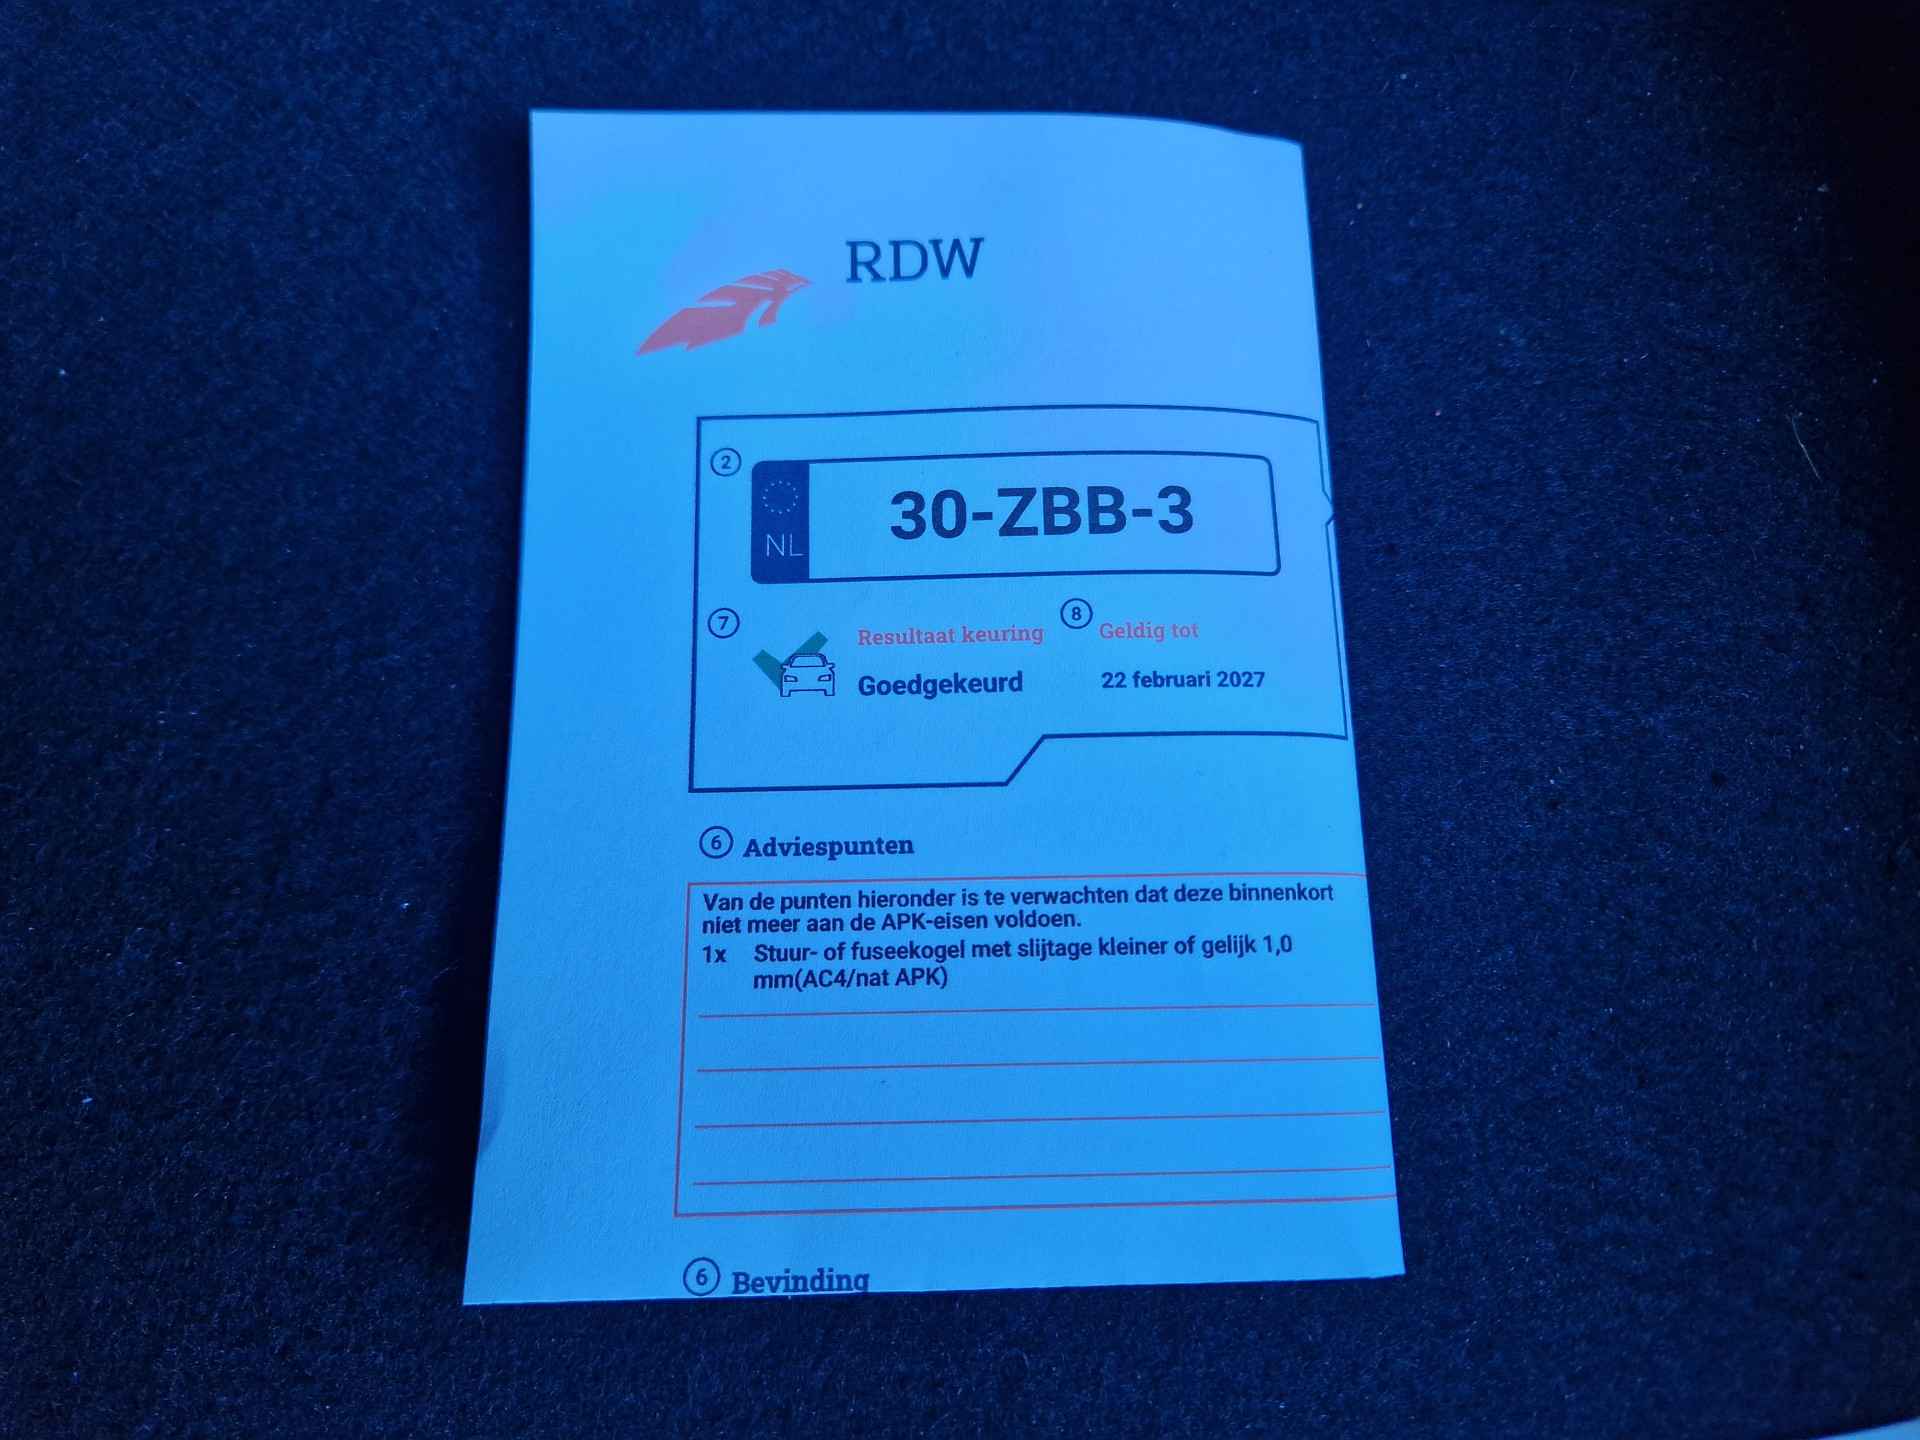 RDW
2
NL
30-ZBB-3
7
Resultaat keuring
8
Geldig tot
Goedgekeurd
22 februari 2027
6 Adviespunten
Van de punten hieronder is te verwachten dat deze binnenkort
niet meer aan de APK-eisen voldoen.
1x Stuur- of fuseekogel met slijtage kleiner of gelijk 1,0
mm(AC4/nat APK)
6 Bevinding